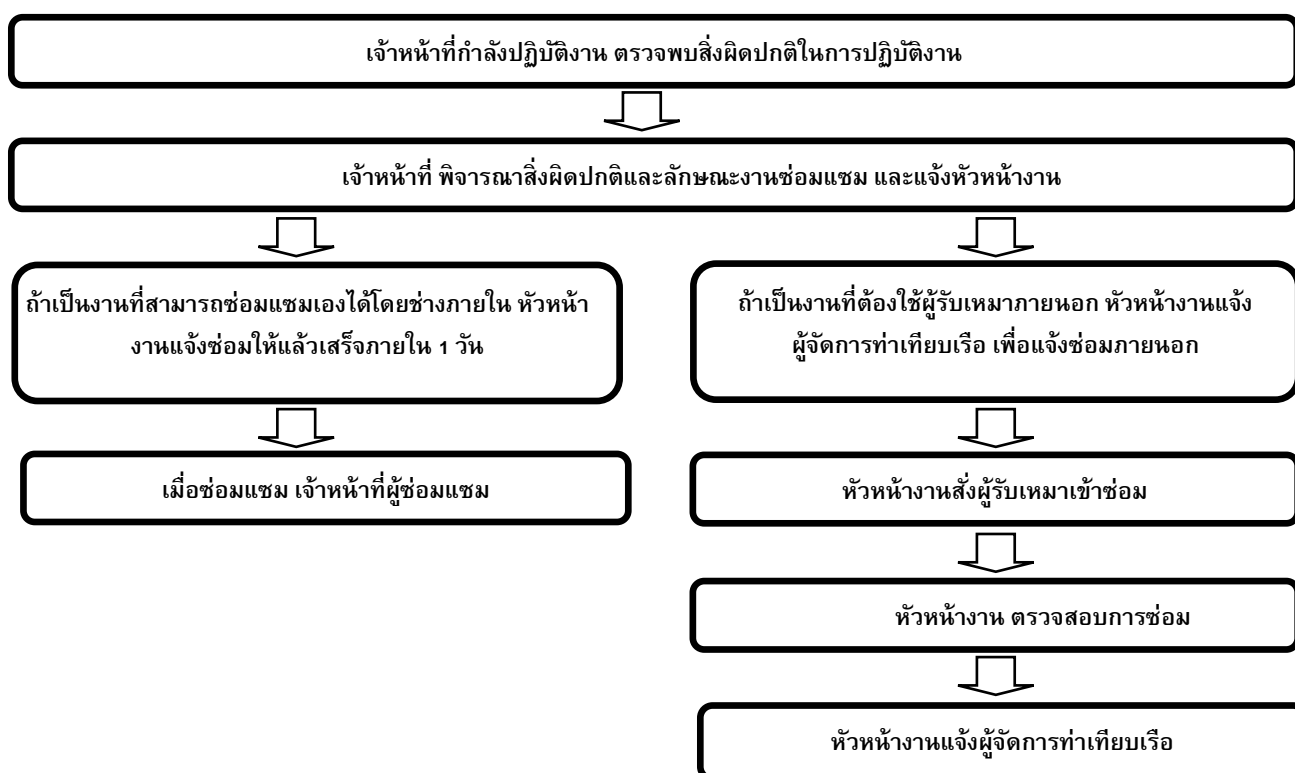 เจ้าหน้าที่กำลังปฏิบัติงาน ตรวจพบสิ่งผิดปกติในการปฏิบัติงาน
เจ้าหน้าที่ พิจารณาสิ่งผิดปกติและลักษณะงานซ่อมแซม และแจ้งหัวหน้างาน
ถ้าเป็นงานที่สามารถซ่อมแซมเองได้โดยช่างภายใน หัวหน้า
งานแจ้งซ่อมให้แล้วเสร็จภายใน 1 วัน
ถ้าเป็นงานที่ต้องใช้ผู้รับเหมาภายนอก หัวหน้างานแจ้ง
ผู้จัดการท่าเทียบเรือ เพื่อแจ้งซ่อมภายนอก
เมื่อซ่อมแซม เจ้าหน้าที่ผู้ซ่อมแซม
หัวหน้างานสั่งผู้รับเหมาเข้าซ่อม
หัวหน้างาน ตรวจสอบการซ่อม
หัวหน้างานแจ้งผู้จัดการท่าเทียบเรือ